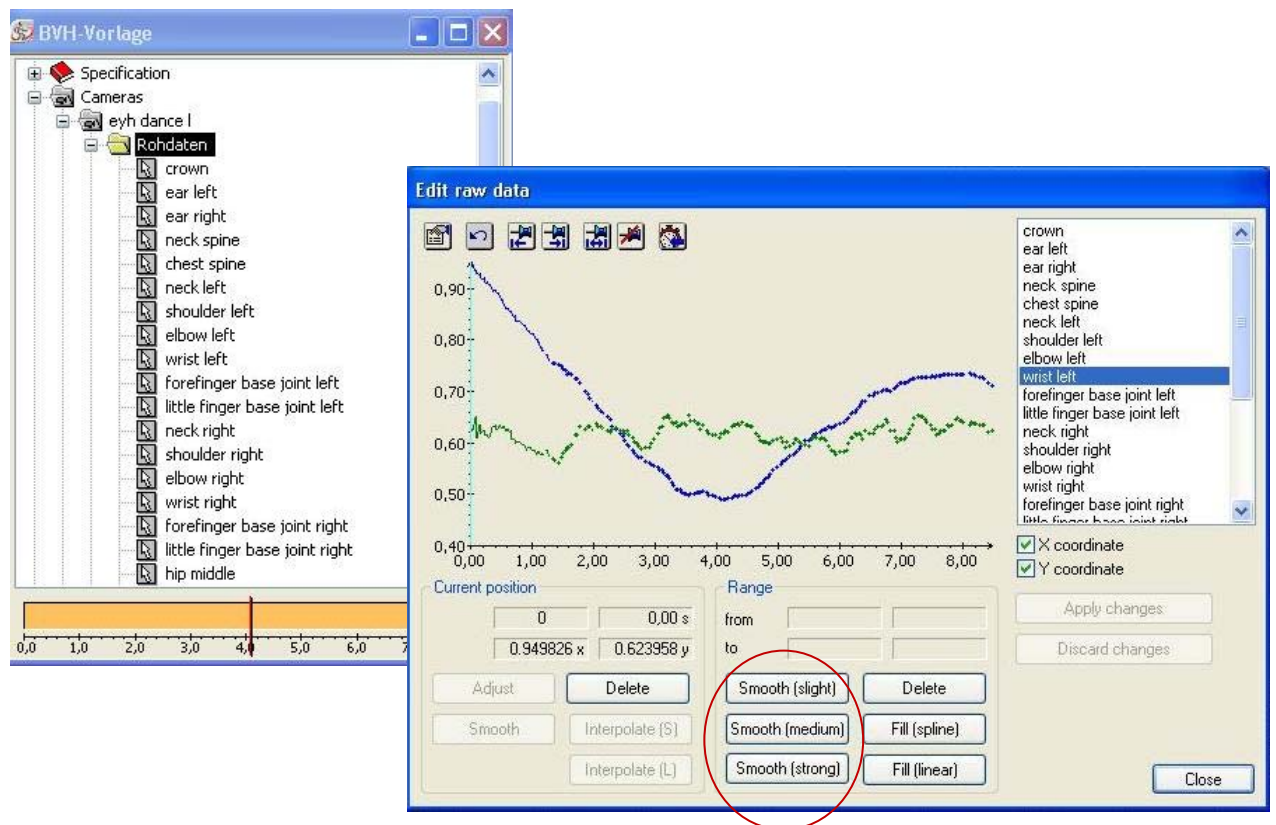 BVH-Vorlage
Specification
Cameras
eyh dance l
Rohdaten
crown
ear left
ear right
neck spine
chest spine
neck left
shoulder left
elbow left
wrist left
forefinger base joint left
little finger base joint left
neck right
shoulder right
elbow right
wrist right
forefinger base joint right
little finger base joint right
hip middle
0,0 1,0 2,0 3,0 4,0 5,0 6,0
Edit raw data
0,90
0,80
0,70
0,60
0,50
0,40
0,00 1,00 2,00 3,00 4,00 5,00 6,00 7,00 8,00
crown
ear left
ear right
neck spine
chest spine
neck left
shoulder left
elbow left
wrist left
forefinger base joint left
little finger base joint left
neck right
shoulder right
elbow right
wrist right
forefinger base joint right
little finger base joint right
X coordinate
Y coordinate
Current position
0 0,00 s
0.949826 x 0.623958 y
Adjust Delete
Smooth Interpolate (S)
Interpolate (L)
Range
from
to
Smooth (slight) Delete
Smooth (medium) Fill (spline)
Smooth (strong) Fill (linear)
Apply changes
Discard changes
Close